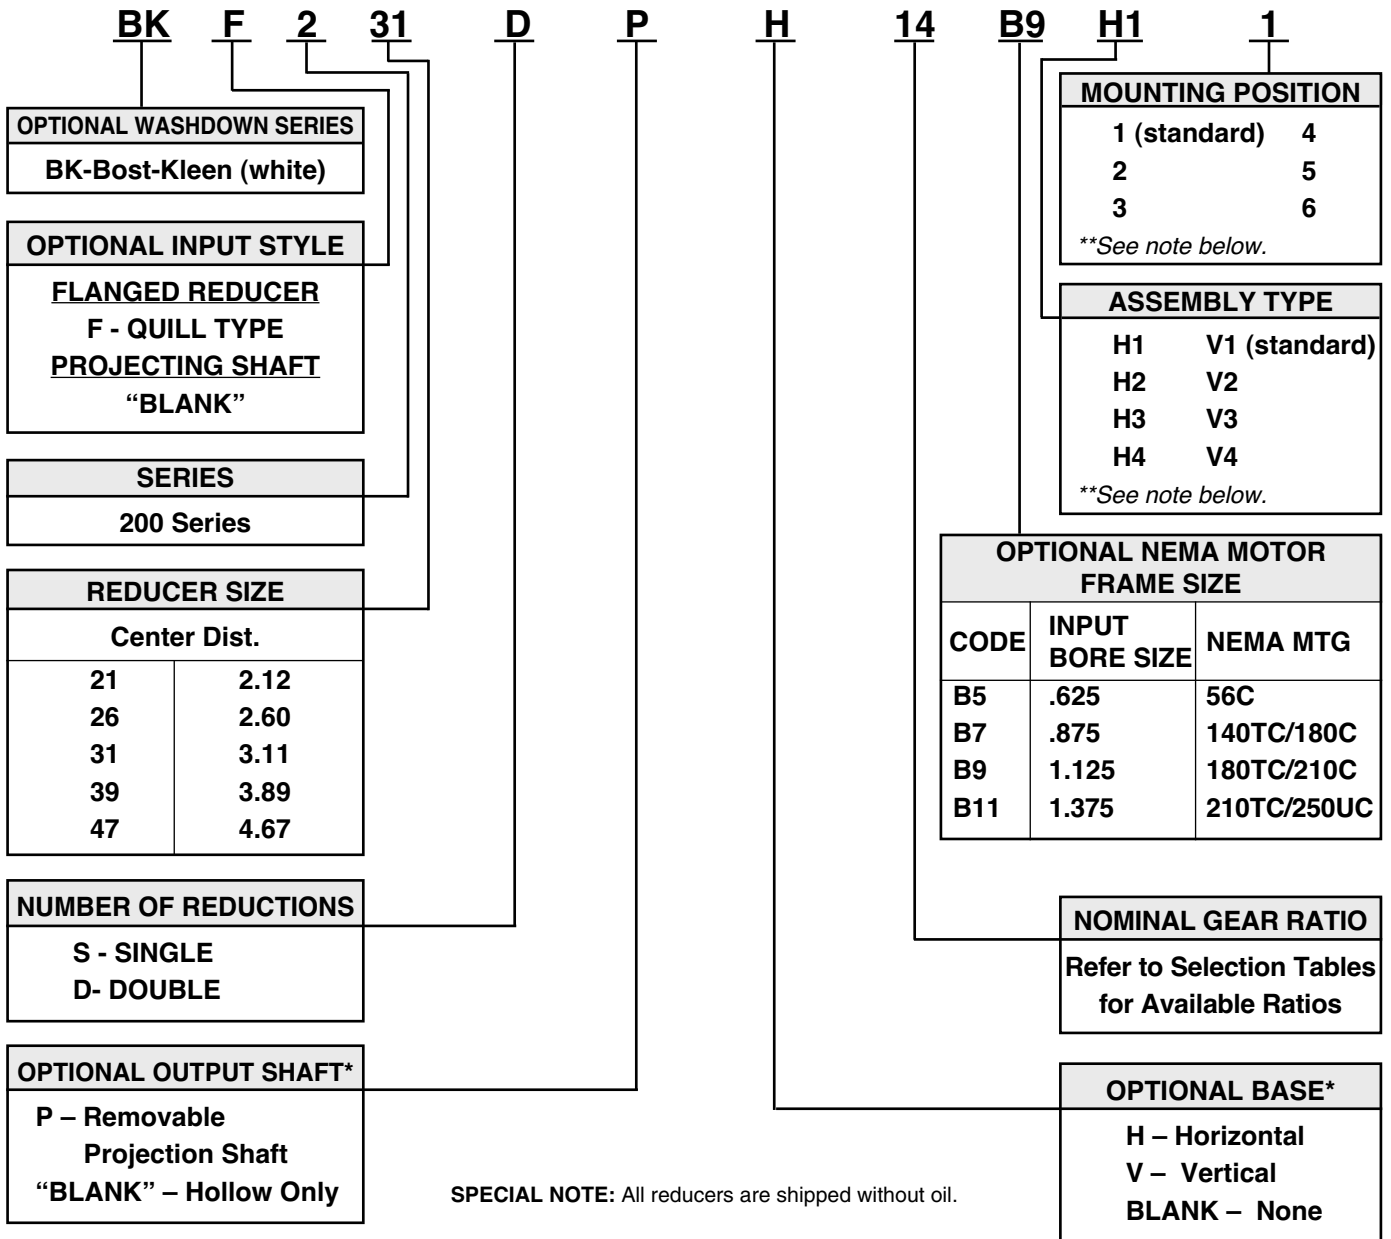 BK F 2 31 D P H 14 B9 H1 1
OPTIONAL WASHDOWN SERIES
BK-Bost-Kleen (white)
OPTIONAL INPUT STYLE
FLANGED REDUCER
F - QUILL TYPE
PROJECTING SHAFT
“BLANK”
SERIES
200 Series
REDUCER SIZE
Center Dist.
21 2.12
26 2.60
31 3.11
39 3.89
47 4.67
NUMBER OF REDUCTIONS
S - SINGLE
D- DOUBLE
OPTIONAL OUTPUT SHAFT*
P – Removable
Projection Shaft
“BLANK” – Hollow Only
SPECIAL NOTE: All reducers are shipped without oil.
MOUNTING POSITION
1 (standard) 4
2 5
3 6
**See note below.
ASSEMBLY TYPE
H1 V1 (standard)
H2 V2
H3 V3
H4 V4
**See note below.
OPTIONAL NEMA MOTOR
FRAME SIZE
CODE INPUT BORE SIZE NEMA MTG
B5 .625 56C
B7 .875 140TC/180C
B9 1.125 180TC/210C
B11 1.375 210TC/250UC
NOMINAL GEAR RATIO
Refer to Selection Tables
for Available Ratios
OPTIONAL BASE*
H – Horizontal
V – Vertical
BLANK – None